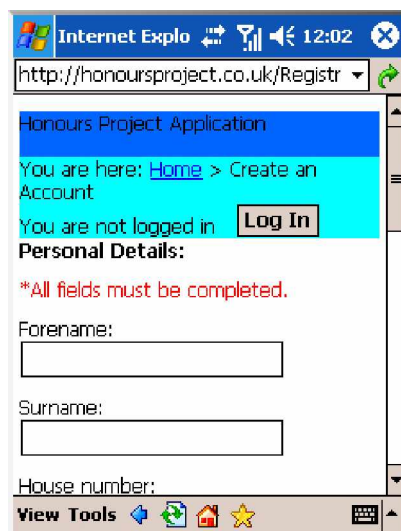 Internet Explo 12:02
http://honoursproject.co.uk/Registr
Honours Project Application
You are here: Home > Create an
Account
You are not logged in Log In
Personal Details:
*All fields must be completed.
Forename:
Surname:
House number:
View Tools